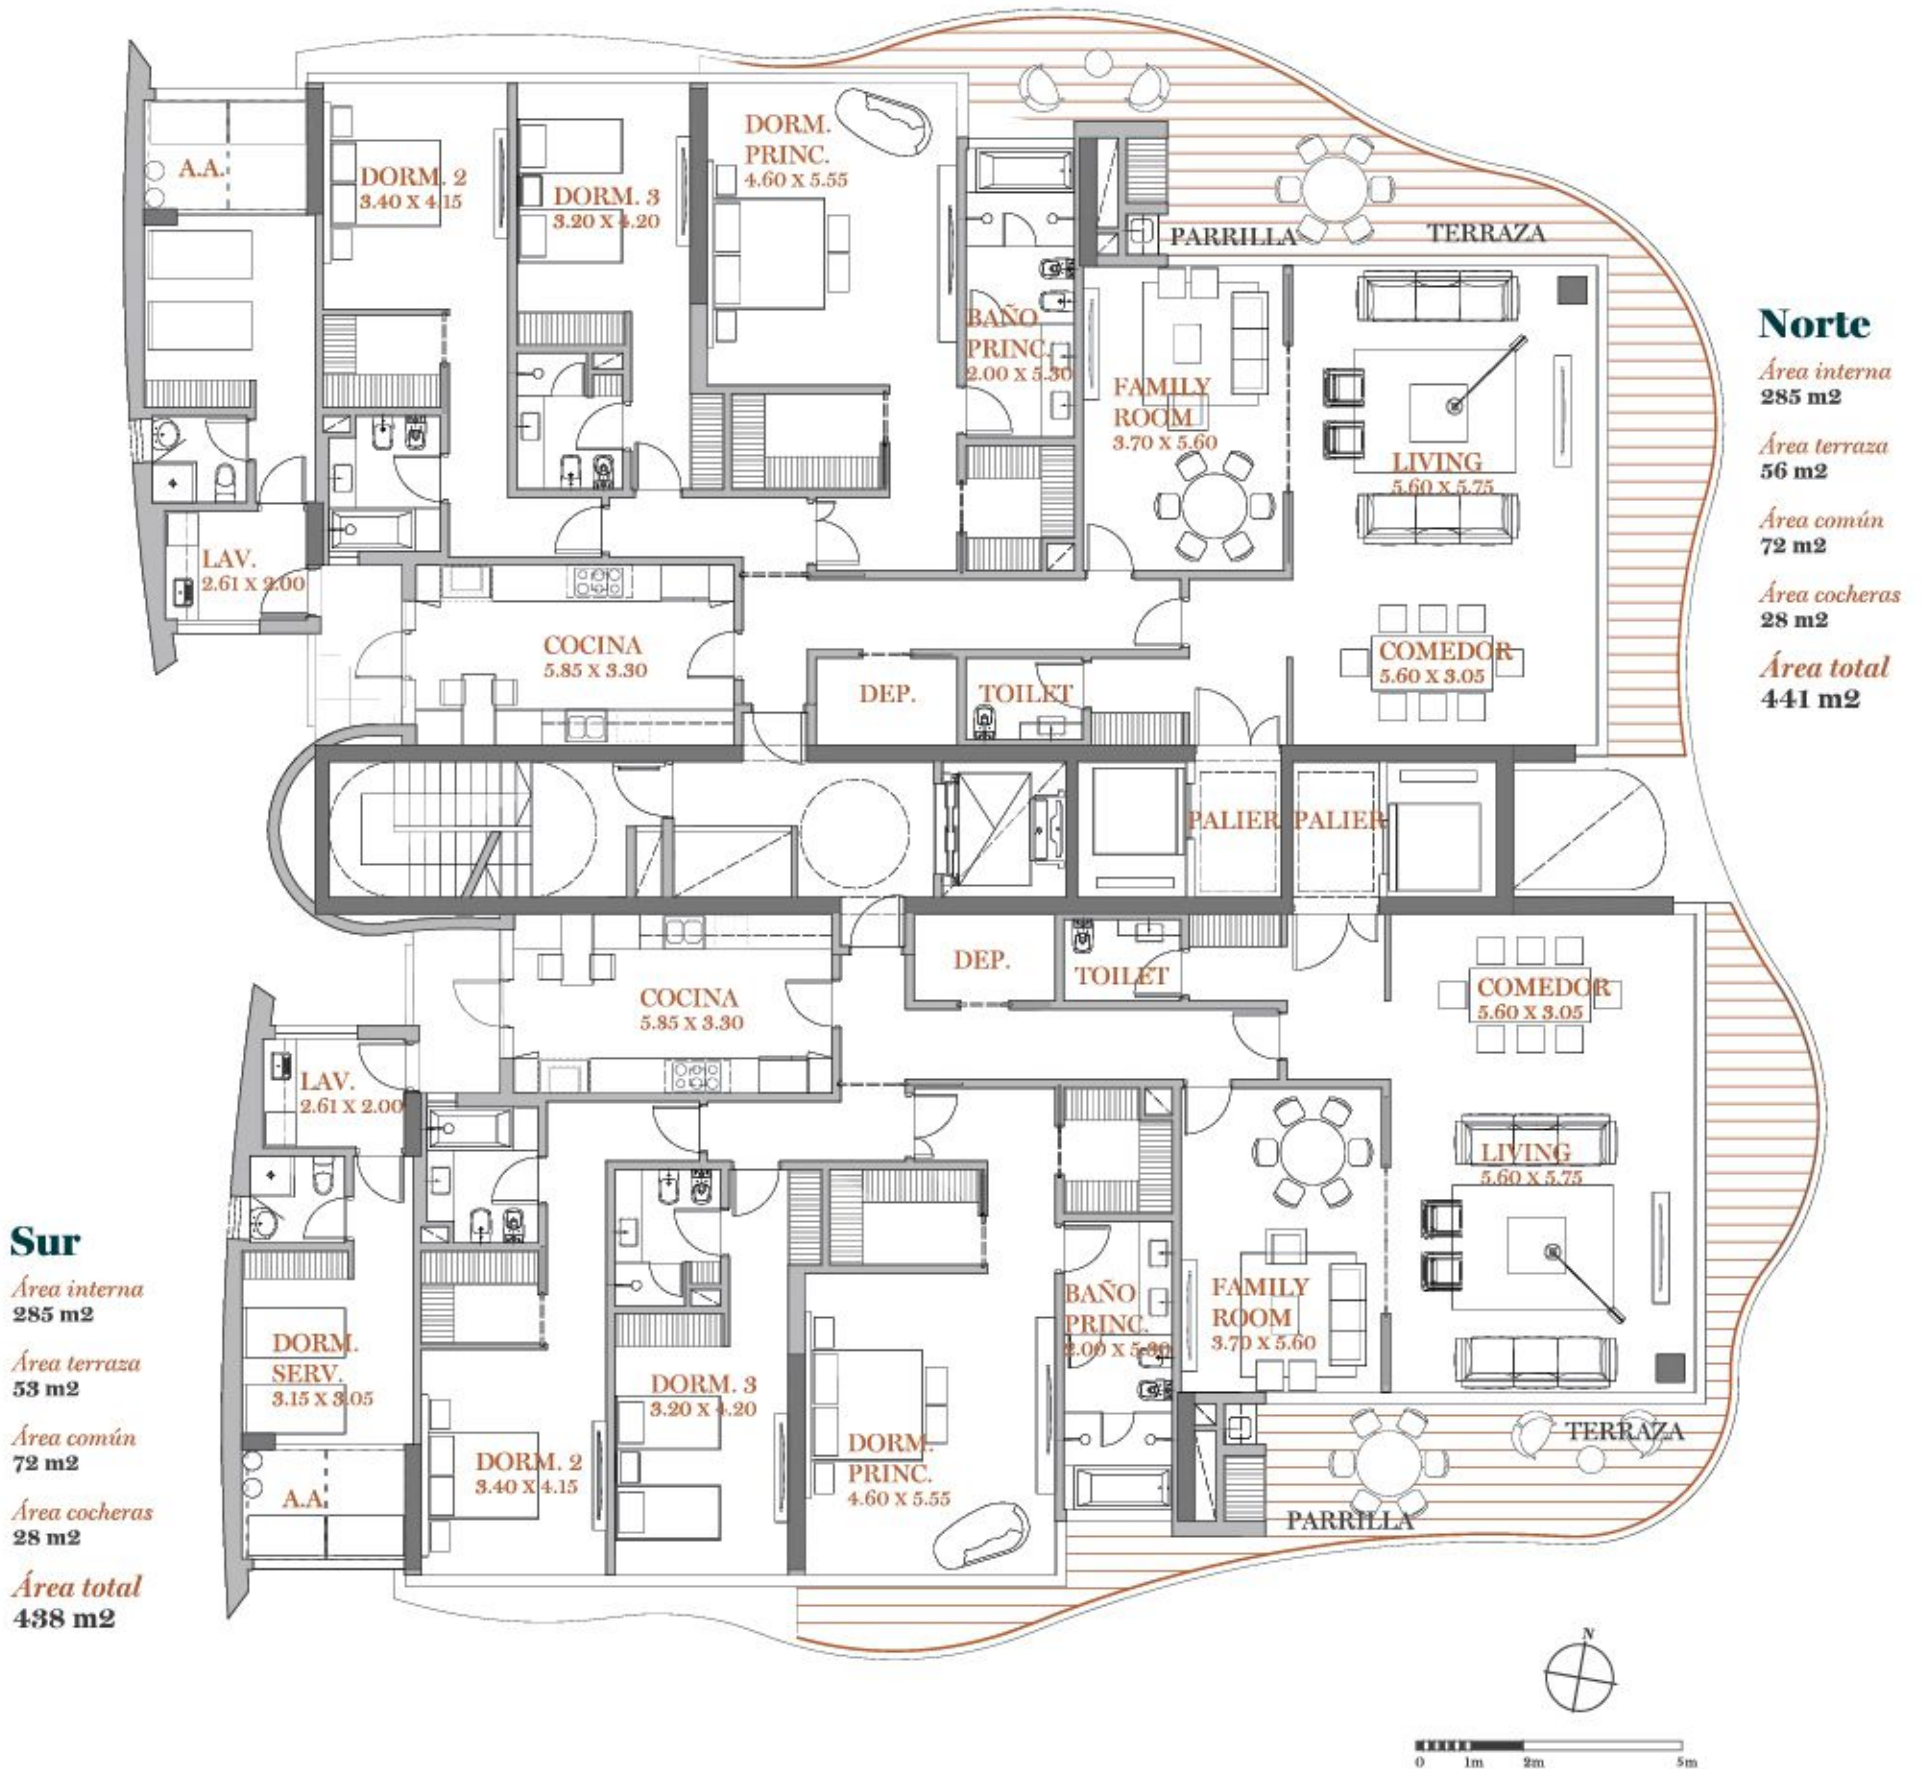 A.A.
DORM. 2
3.40 X 4.15
DORM. 3
3.20 X 4.20
DORM.
PRINC.
4.60 X 5.55
BAÑO
PRINC.
2.00 X 5.30
PARRILLA
TERRAZA
FAMILY
ROOM
3.70 X 5.60
LIVING
5.60 X 5.75
LAV.
2.61 X 2.00
COCINA
5.85 X 3.30
DEP.
TOILET
COMEDOR
5.60 X 3.05
Norte
Área interna
285 m2
Área terraza
56 m2
Área común
72 m2
Área cocheras
28 m2
Área total
441 m2
PALIER
PALIER
COCINA
5.85 X 3.30
DEP.
TOILET
COMEDOR
5.60 X 3.05
LAV.
2.61 X 2.00
LIVING
5.60 X 5.75
BAÑO
PRINC.
2.00 X 5.30
FAMILY
ROOM
3.70 X 5.60
DORM.
SERV.
3.15 X 3.05
DORM. 3
3.20 X 4.20
DORM. 2
3.40 X 4.15
DORM.
PRINC.
4.60 X 5.55
A.A.
TERRAZA
PARRILLA
Sur
Área interna
285 m2
Área terraza
53 m2
Área común
72 m2
Área cocheras
28 m2
Área total
438 m2
N
0 1m 2m 5m